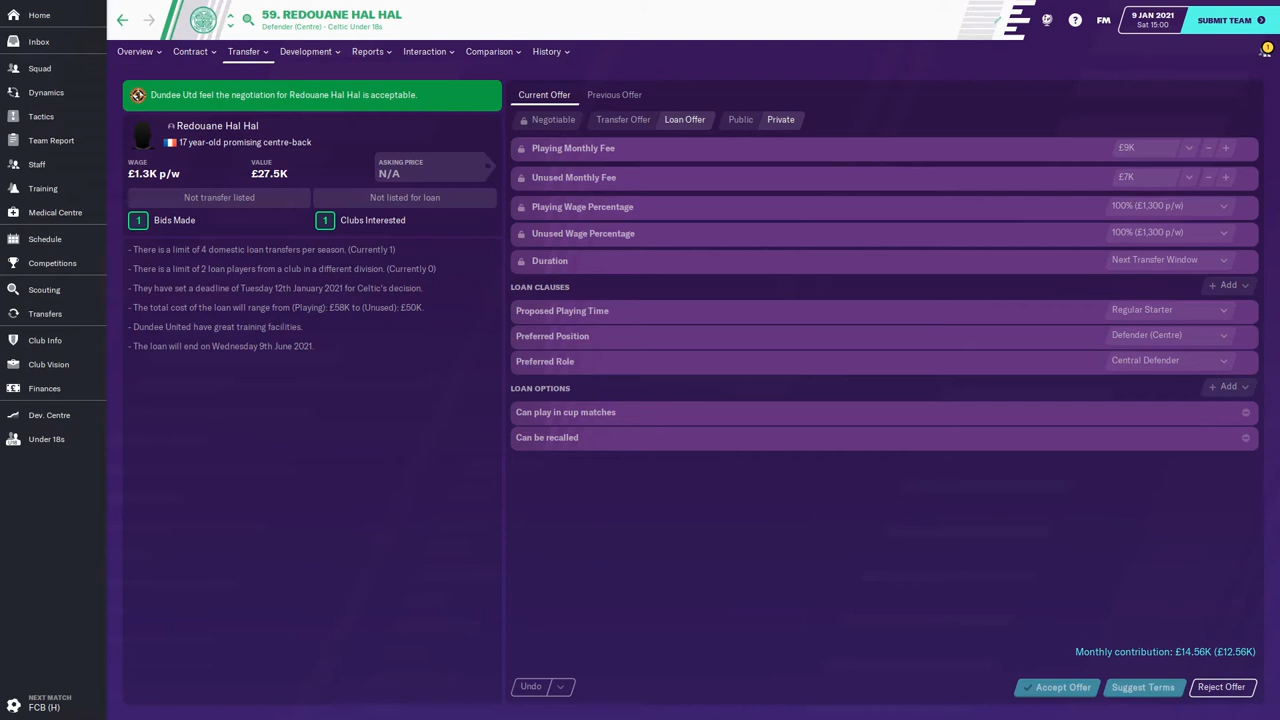 Home
Inbox
Squad
Dynamics
Tactics
Team Report
Staff
Training
Medical Centre
Schedule
Competitions
Scouting
Transfers
Club Info
Club Vision
Finances
Dev. Centre
Under 18s
NEXT MATCH
FCB (H)
59. REDOUANE HAL HAL
Defender (Centre) - Celtic Under 18s
FM
9 JAN 2021
Sat 15:00
SUBMIT TEAM
Overview
Contract
Transfer
Development
Reports
Interaction
Comparison
History
1
Dundee Utd feel the negotiation for Redouane Hal Hal is acceptable.
Redouane Hal Hal
17 year-old promising centre-back
WAGE
£1.3K p/w
VALUE
£27.5K
ASKING PRICE
N/A
Not transfer listed
Not listed for loan
1 Bids Made
1 Clubs Interested
- There is a limit of 4 domestic loan transfers per season. (Currently 1)
- There is a limit of 2 loan players from a club in a different division. (Currently 0)
- They have set a deadline of Tuesday 12th January 2021 for Celtic's decision.
- The total cost of the loan will range from (Playing): £58K to (Unused): £50K.
- Dundee United have great training facilities.
- The loan will end on Wednesday 9th June 2021.
Current Offer
Previous Offer
Negotiable
Transfer Offer
Loan Offer
Public
Private
Playing Monthly Fee £9K
Unused Monthly Fee £7K
Playing Wage Percentage 100% (£1,300 p/w)
Unused Wage Percentage 100% (£1,300 p/w)
Duration Next Transfer Window
LOAN CLAUSES Add
Proposed Playing Time Regular Starter
Preferred Position Defender (Centre)
Preferred Role Central Defender
LOAN OPTIONS Add
Can play in cup matches
Can be recalled
Monthly contribution: £14.56K (£12.56K)
Undo
Accept Offer
Suggest Terms
Reject Offer